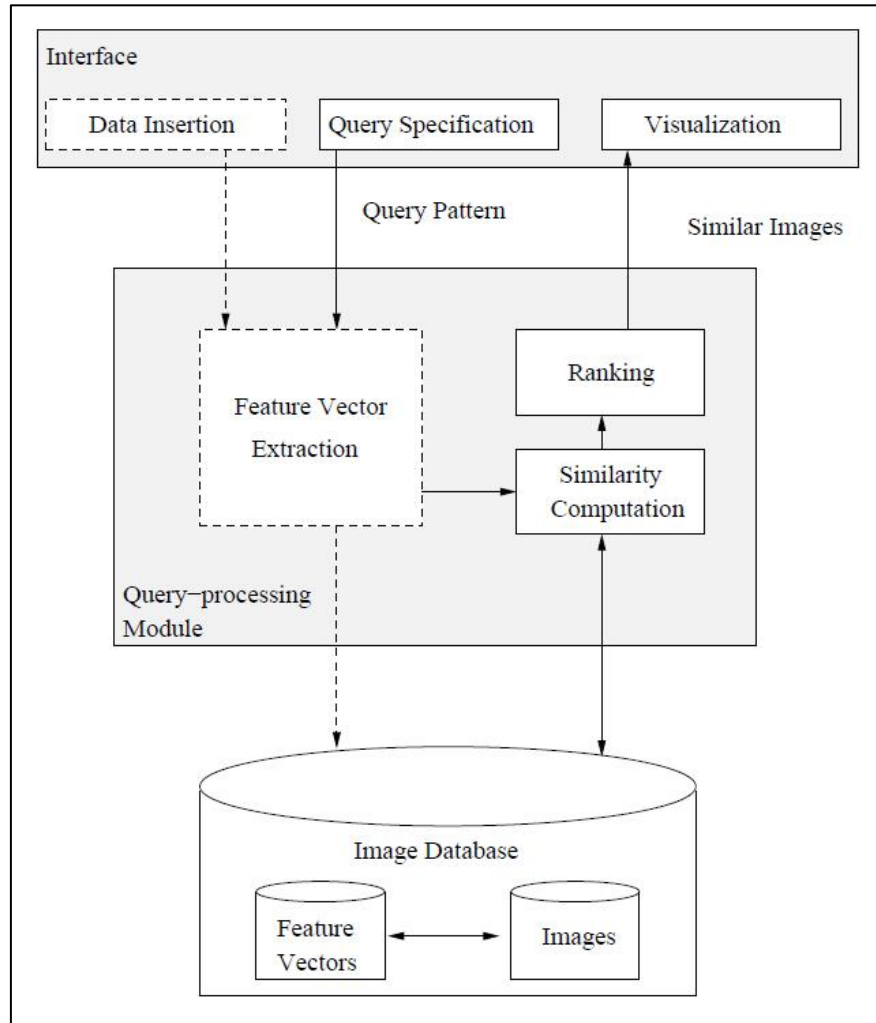 Interface
Data Insertion
Query Specification
Visualization
Query Pattern
Similar Images
Feature Vector
Extraction
Ranking
Similarity
Computation
Query−processing
Module
Image Database
Feature
Vectors
Images